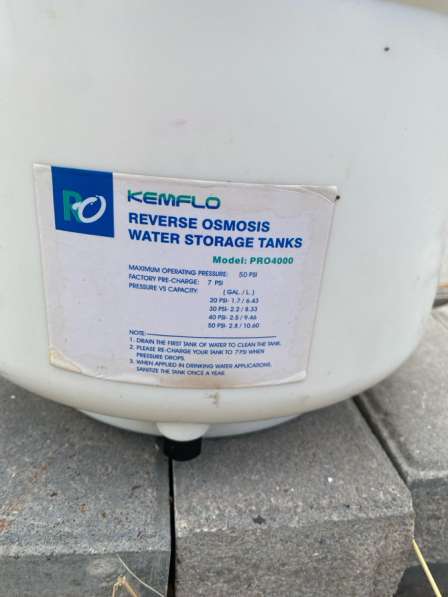 RO
KEMFLO
REVERSE OSMOSIS
WATER STORAGE TANKS
Model: PRO4000
MAXIMUM OPERATING PRESSURE: 50 PSI
FACTORY PRE-CHARGE: 7 PSI
PRESSURE VS CAPACITY: ( GAL. / L. )
20 PSI- 1.7 / 6.43
30 PSI- 2.2 / 8.33
40 PSI- 2.5 / 9.46
50 PSI- 2.8 / 10.60
NOTE:
1. DRAIN THE FIRST TANK OF WATER TO CLEAN THE TANK.
2. PLEASE RE-CHARGE YOUR TANK TO 7PSI WHEN
PRESSURE DROPS.
3. WHEN APPLIED IN DRINKING WATER APPLICATIONS,
SANITIZE THE TANK ONCE A YEAR.